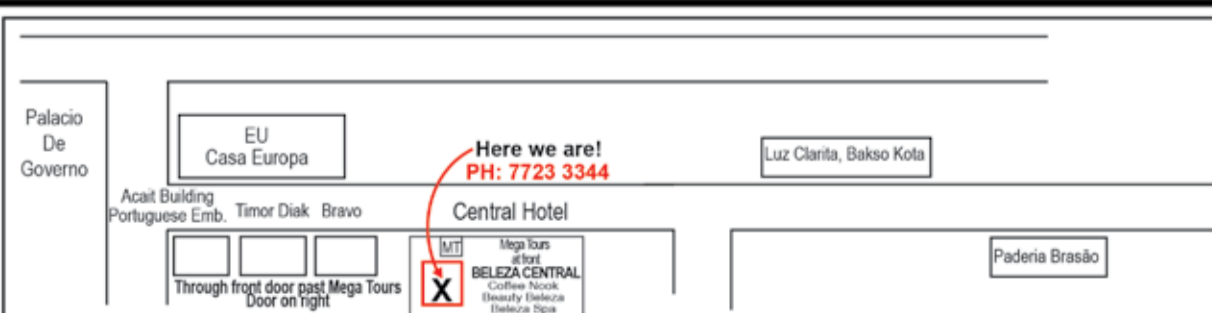 Palacio
De
Governo
EU
Casa Europa
Here we are!
PH: 7723 3344
Luz Clarita, Bakso Kota
Acait Building
Portuguese Emb.
Timor Diak
Bravo
Central Hotel
MT
Mega Tours
at front
BELEZA CENTRAL
Coffee Nook
Beauty Beleza
Beleza Spa
X
Through front door past Mega Tours
Door on right
Paderia Brasão